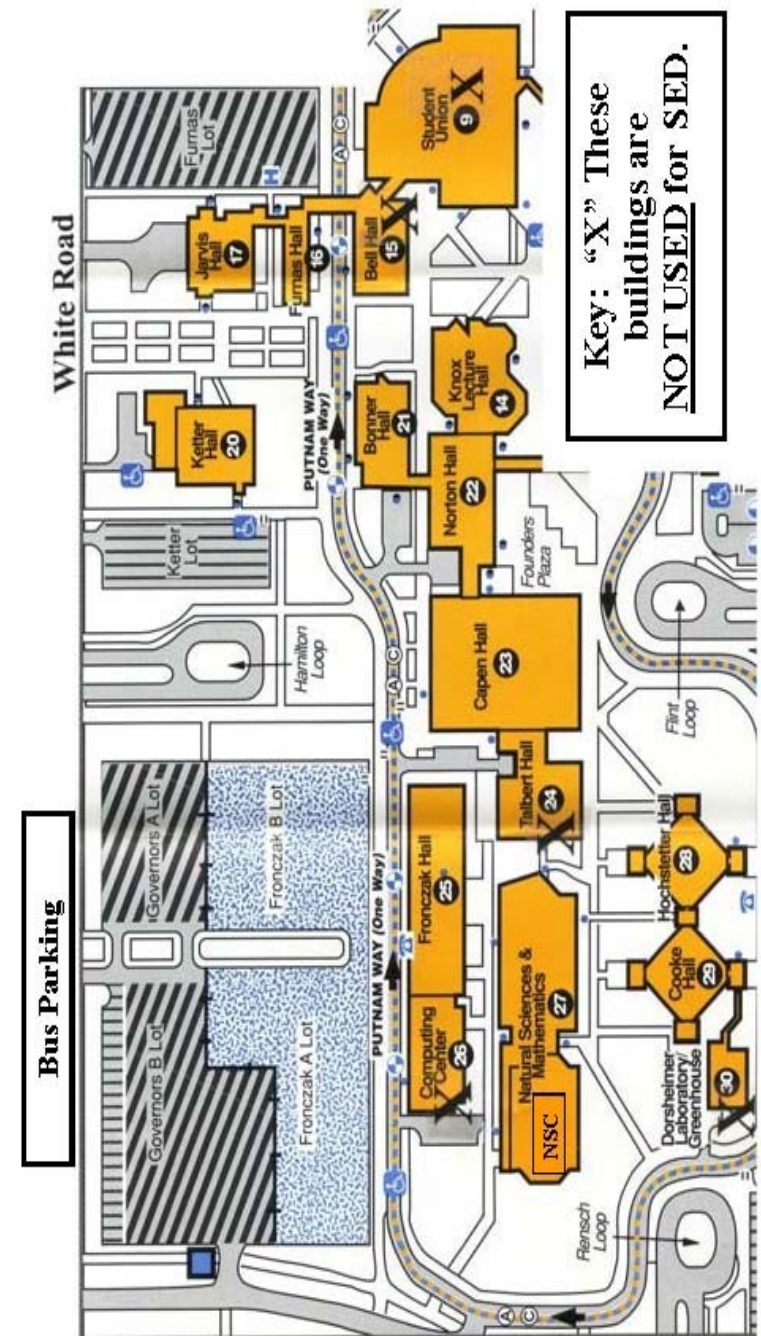 Bus Parking
White Road
Governors B Lot
Governors A Lot
Fronczak A Lot
Fronczak B Lot
Hamilton
Loop
Ketter
Lot
Ketter
Hall
20
Jarvis
Hall
17
Furnas Hall
16
Furnas
Lot
H
PUTNAM WAY (One Way)
PUTNAM WAY
(One Way)
A C
A C
A C
Computing
Center
26
X
Fronczak Hall
25
Bonner
Hall
21
Bell Hall
15
X
Student
Union
9 X
NSC
Natural Sciences &
Mathematics
27
Talbert Hall
24
X
Capen Hall
23
Norton Hall
22
Knox
Lecture
Hall
14
Founders
Plaza
Rensch
Loop
Dorsheimer
Laboratory/
Greenhouse
30
X
Cooke
Hall
29
Hochstetter Hall
28
Flint
Loop
Key: “X” These
buildings are
NOT USED for SED.